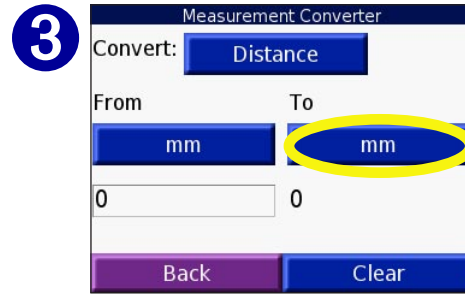 3
Measurement Converter
Convert: Distance
From To
mm mm
0 0
Back Clear